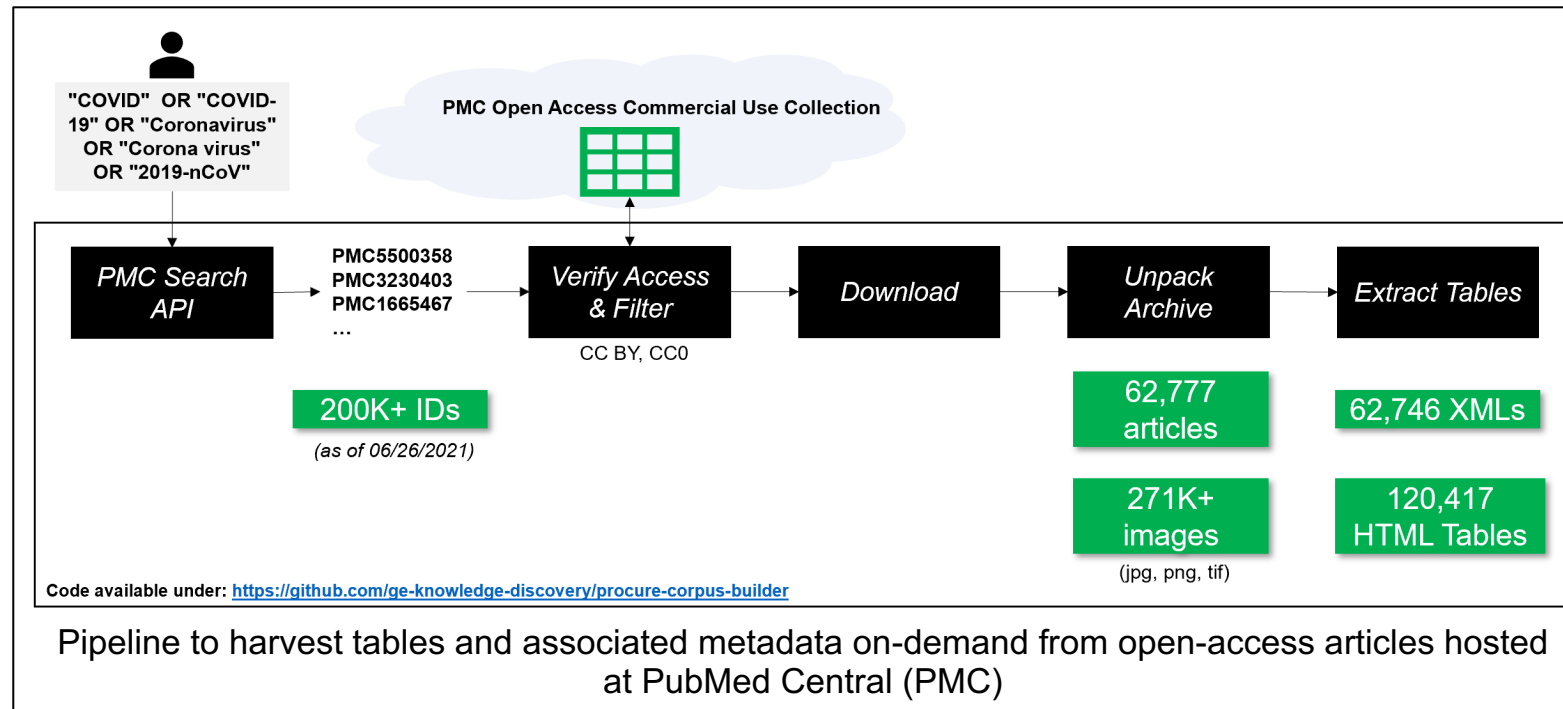 "COVID" OR "COVID-
19" OR "Coronavirus"
OR "Corona virus"
OR "2019-nCoV"
PMC Open Access Commercial Use Collection
PMC Search
API
PMC5500358
PMC3230403
PMC1665467
...
Verify Access
& Filter
CC BY, CC0
Download
Unpack
Archive
Extract Tables
200K+ IDs
(as of 06/26/2021)
62,777
articles
62,746 XMLs
271K+
images
(jpg, png, tif)
120,417
HTML Tables
Code available under: https://github.com/ge-knowledge-discovery/procure-corpus-builder
Pipeline to harvest tables and associated metadata on-demand from open-access articles hosted
at PubMed Central (PMC)